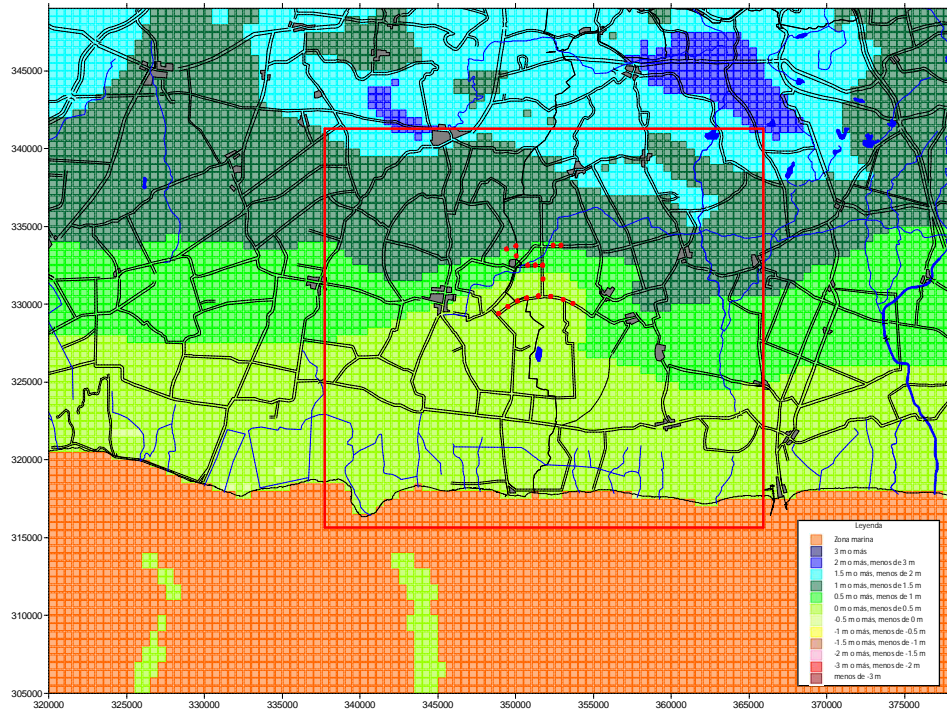 345000
340000
335000
330000
325000
320000
315000
310000
305000
320000 325000 330000 335000 340000 345000 350000 355000 360000 365000 370000 375000
Leyenda
Zona marina
3 m o más
2 m o más, menos de 3 m
1.5 m o más, menos de 2 m
1 m o más, menos de 1.5 m
0.5 m o más, menos de 1 m
0 m o más, menos de 0.5 m
-0.5 m o más, menos de 0 m
-1 m o más, menos de -0.5 m
-1.5 m o más, menos de -1 m
-2 m o más, menos de -1.5 m
-3 m o más, menos de -2 m
menos de -3 m